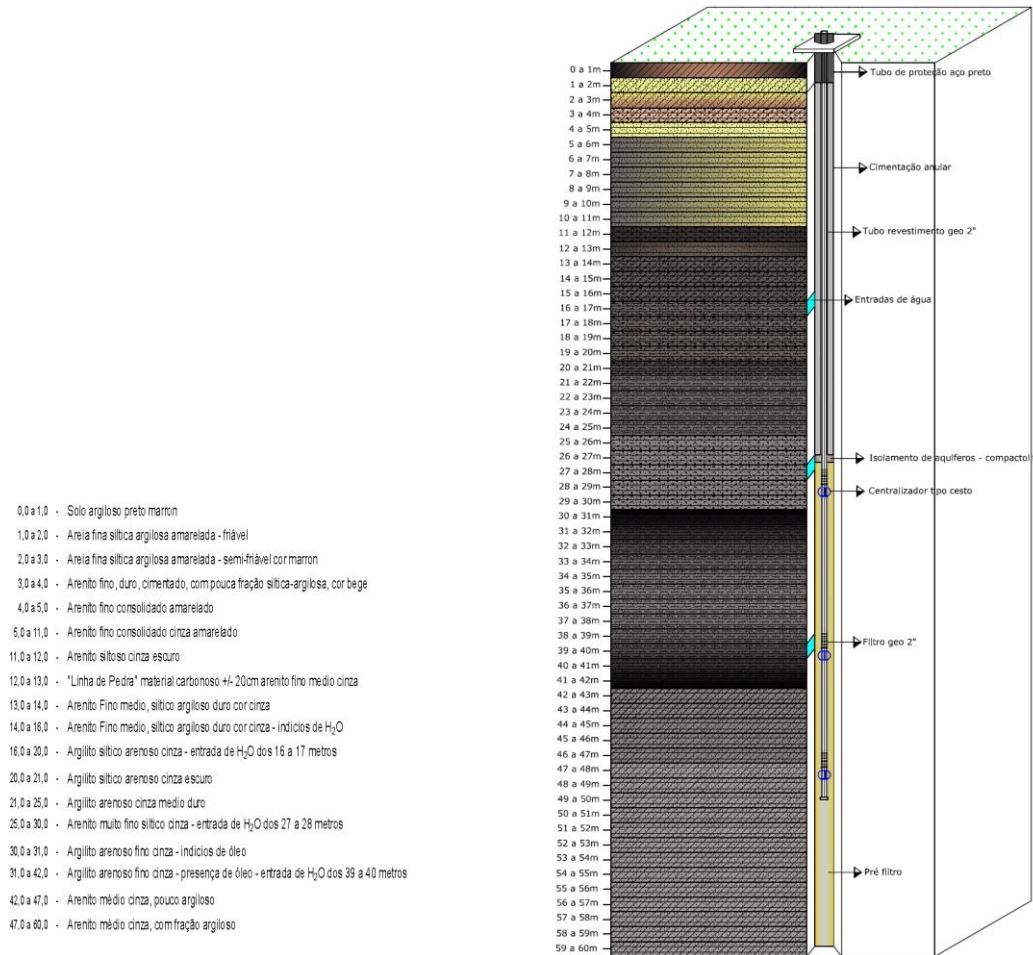 0 a 1m
1 a 2m
2 a 3m
3 a 4m
4 a 5m
5 a 6m
6 a 7m
7 a 8m
8 a 9m
9 a 10m
10 a 11m
11 a 12m
12 a 13m
13 a 14m
14 a 15m
15 a 16m
16 a 17m
17 a 18m
18 a 19m
19 a 20m
20 a 21m
21 a 22m
22 a 23m
23 a 24m
24 a 25m
25 a 26m
26 a 27m
27 a 28m
28 a 29m
29 a 30m
30 a 31m
31 a 32m
32 a 33m
33 a 34m
34 a 35m
35 a 36m
36 a 37m
37 a 38m
38 a 39m
39 a 40m
40 a 41m
41 a 42m
42 a 43m
43 a 44m
44 a 45m
45 a 46m
46 a 47m
47 a 48m
48 a 49m
49 a 50m
50 a 51m
51 a 52m
52 a 53m
53 a 54m
54 a 55m
55 a 56m
56 a 57m
57 a 58m
58 a 59m
59 a 60m
Tubo de proteção aço preto
Cimentação anular
Tubo revestimento geo 2"
Entradas de água
Isolamento de aquíferos - compactol
Centralizador tipo cesto
Filtro geo 2"
Pré filtro
0,0 a 1,0 - Solo argiloso preto marron
1,0 a 2,0 - Areia fina siltica argilosa amarelada - friável
2,0 a 3,0 - Areia fina siltica argilosa amarelada - semi-friável cor marron
3,0 a 4,0 - Arenito fino, duro, cimentado, com pouca fração siltica-argilosa, cor bege
4,0 a 5,0 - Arenito fino consolidado amarelado
5,0 a 11,0 - Arenito fino consolidado cinza amarelado
11,0 a 12,0 - Arenito siltoso cinza escuro
12,0 a 13,0 - "Linha de Pedra" material carbonoso +/- 20cm arenito fino medio cinza
13,0 a 14,0 - Arenito Fino medio, siltico argiloso duro cor cinza
14,0 a 16,0 - Arenito Fino medio, siltico argiloso duro cor cinza - indicios de H₂O
16,0 a 20,0 - Argilito siltico arenoso cinza - entrada de H₂O dos 16 a 17 metros
20,0 a 21,0 - Argilito siltico arenoso cinza escuro
21,0 a 25,0 - Argilito arenoso cinza medio duro
25,0 a 30,0 - Arenito muito fino siltico cinza - entrada de H₂O dos 27 a 28 metros
30,0 a 31,0 - Argilito arenoso fino cinza - indicios de óleo
31,0 a 42,0 - Argilito arenoso fino cinza - presença de óleo - entrada de H₂O dos 39 a 40 metros
42,0 a 47,0 - Arenito médio cinza, pouco argiloso
47,0 a 60,0 - Arenito médio cinza, com fração argiloso